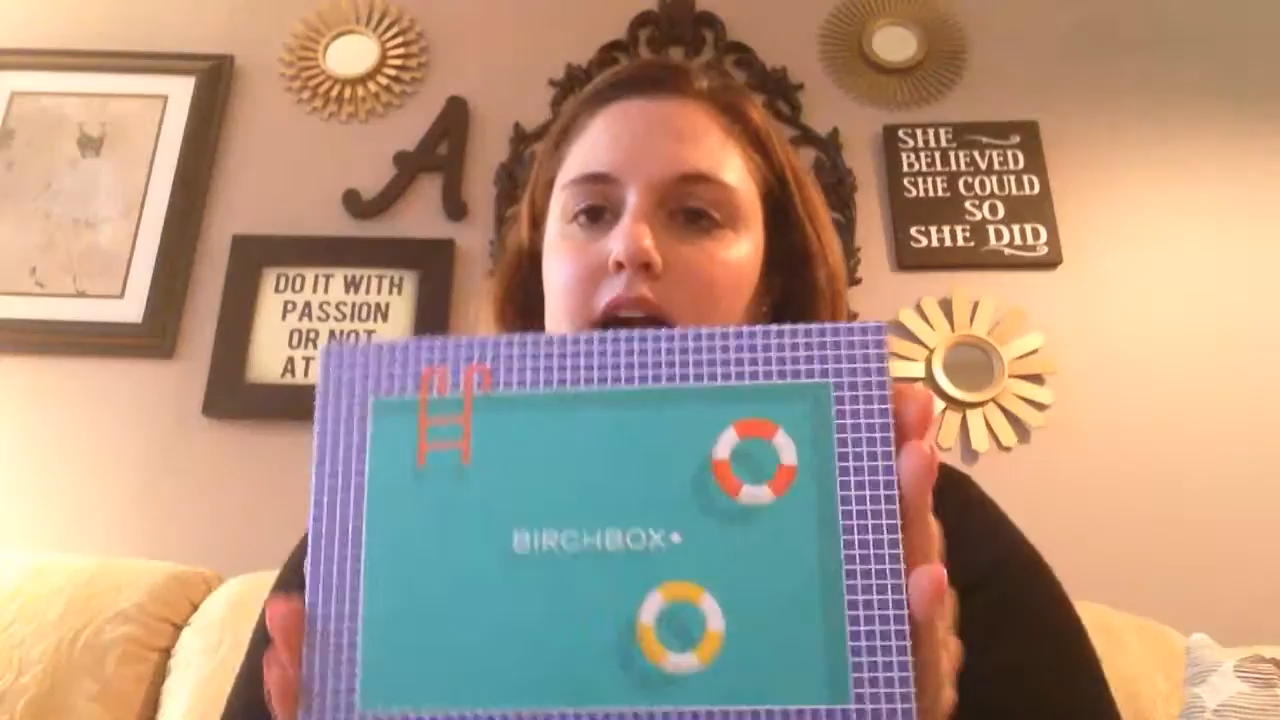 A
SHE
BELIEVED
SHE COULD
SO
SHE DID
DO IT WITH
PASSION
OR NOT
AT
BIRCHBOX+